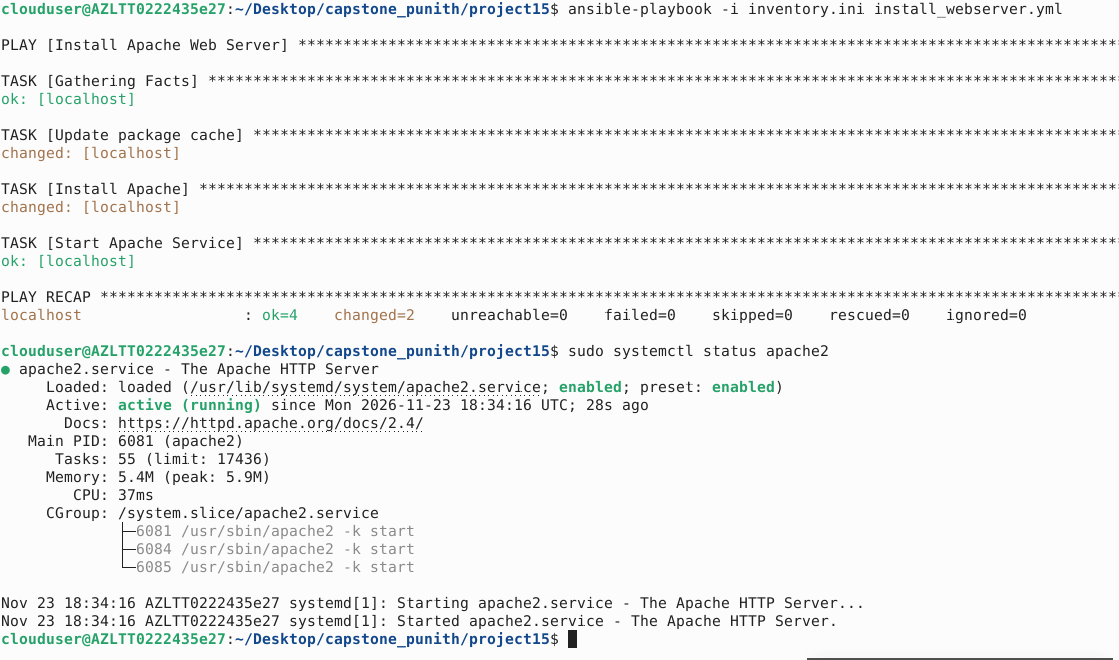 clouduser@AZLTT0222435e27:~/Desktop/capstone_punith/project15$ ansible-playbook -i inventory.ini install_webserver.yml
PLAY [Install Apache Web Server] *******************************************************************************************
TASK [Gathering Facts] *****************************************************************************************************
ok: [localhost]
TASK [Update package cache] ************************************************************************************************
changed: [localhost]
TASK [Install Apache] ******************************************************************************************************
changed: [localhost]
TASK [Start Apache Service] ************************************************************************************************
ok: [localhost]
PLAY RECAP *****************************************************************************************************************
localhost                  : ok=4    changed=2    unreachable=0    failed=0    skipped=0    rescued=0    ignored=0
clouduser@AZLTT0222435e27:~/Desktop/capstone_punith/project15$ sudo systemctl status apache2
● apache2.service - The Apache HTTP Server
     Loaded: loaded (/usr/lib/systemd/system/apache2.service; enabled; preset: enabled)
     Active: active (running) since Mon 2026-11-23 18:34:16 UTC; 28s ago
       Docs: https://httpd.apache.org/docs/2.4/
   Main PID: 6081 (apache2)
      Tasks: 55 (limit: 17436)
     Memory: 5.4M (peak: 5.9M)
        CPU: 37ms
     CGroup: /system.slice/apache2.service
             ├─6081 /usr/sbin/apache2 -k start
             ├─6084 /usr/sbin/apache2 -k start
             └─6085 /usr/sbin/apache2 -k start
Nov 23 18:34:16 AZLTT0222435e27 systemd[1]: Starting apache2.service - The Apache HTTP Server...
Nov 23 18:34:16 AZLTT0222435e27 systemd[1]: Started apache2.service - The Apache HTTP Server.
clouduser@AZLTT0222435e27:~/Desktop/capstone_punith/project15$